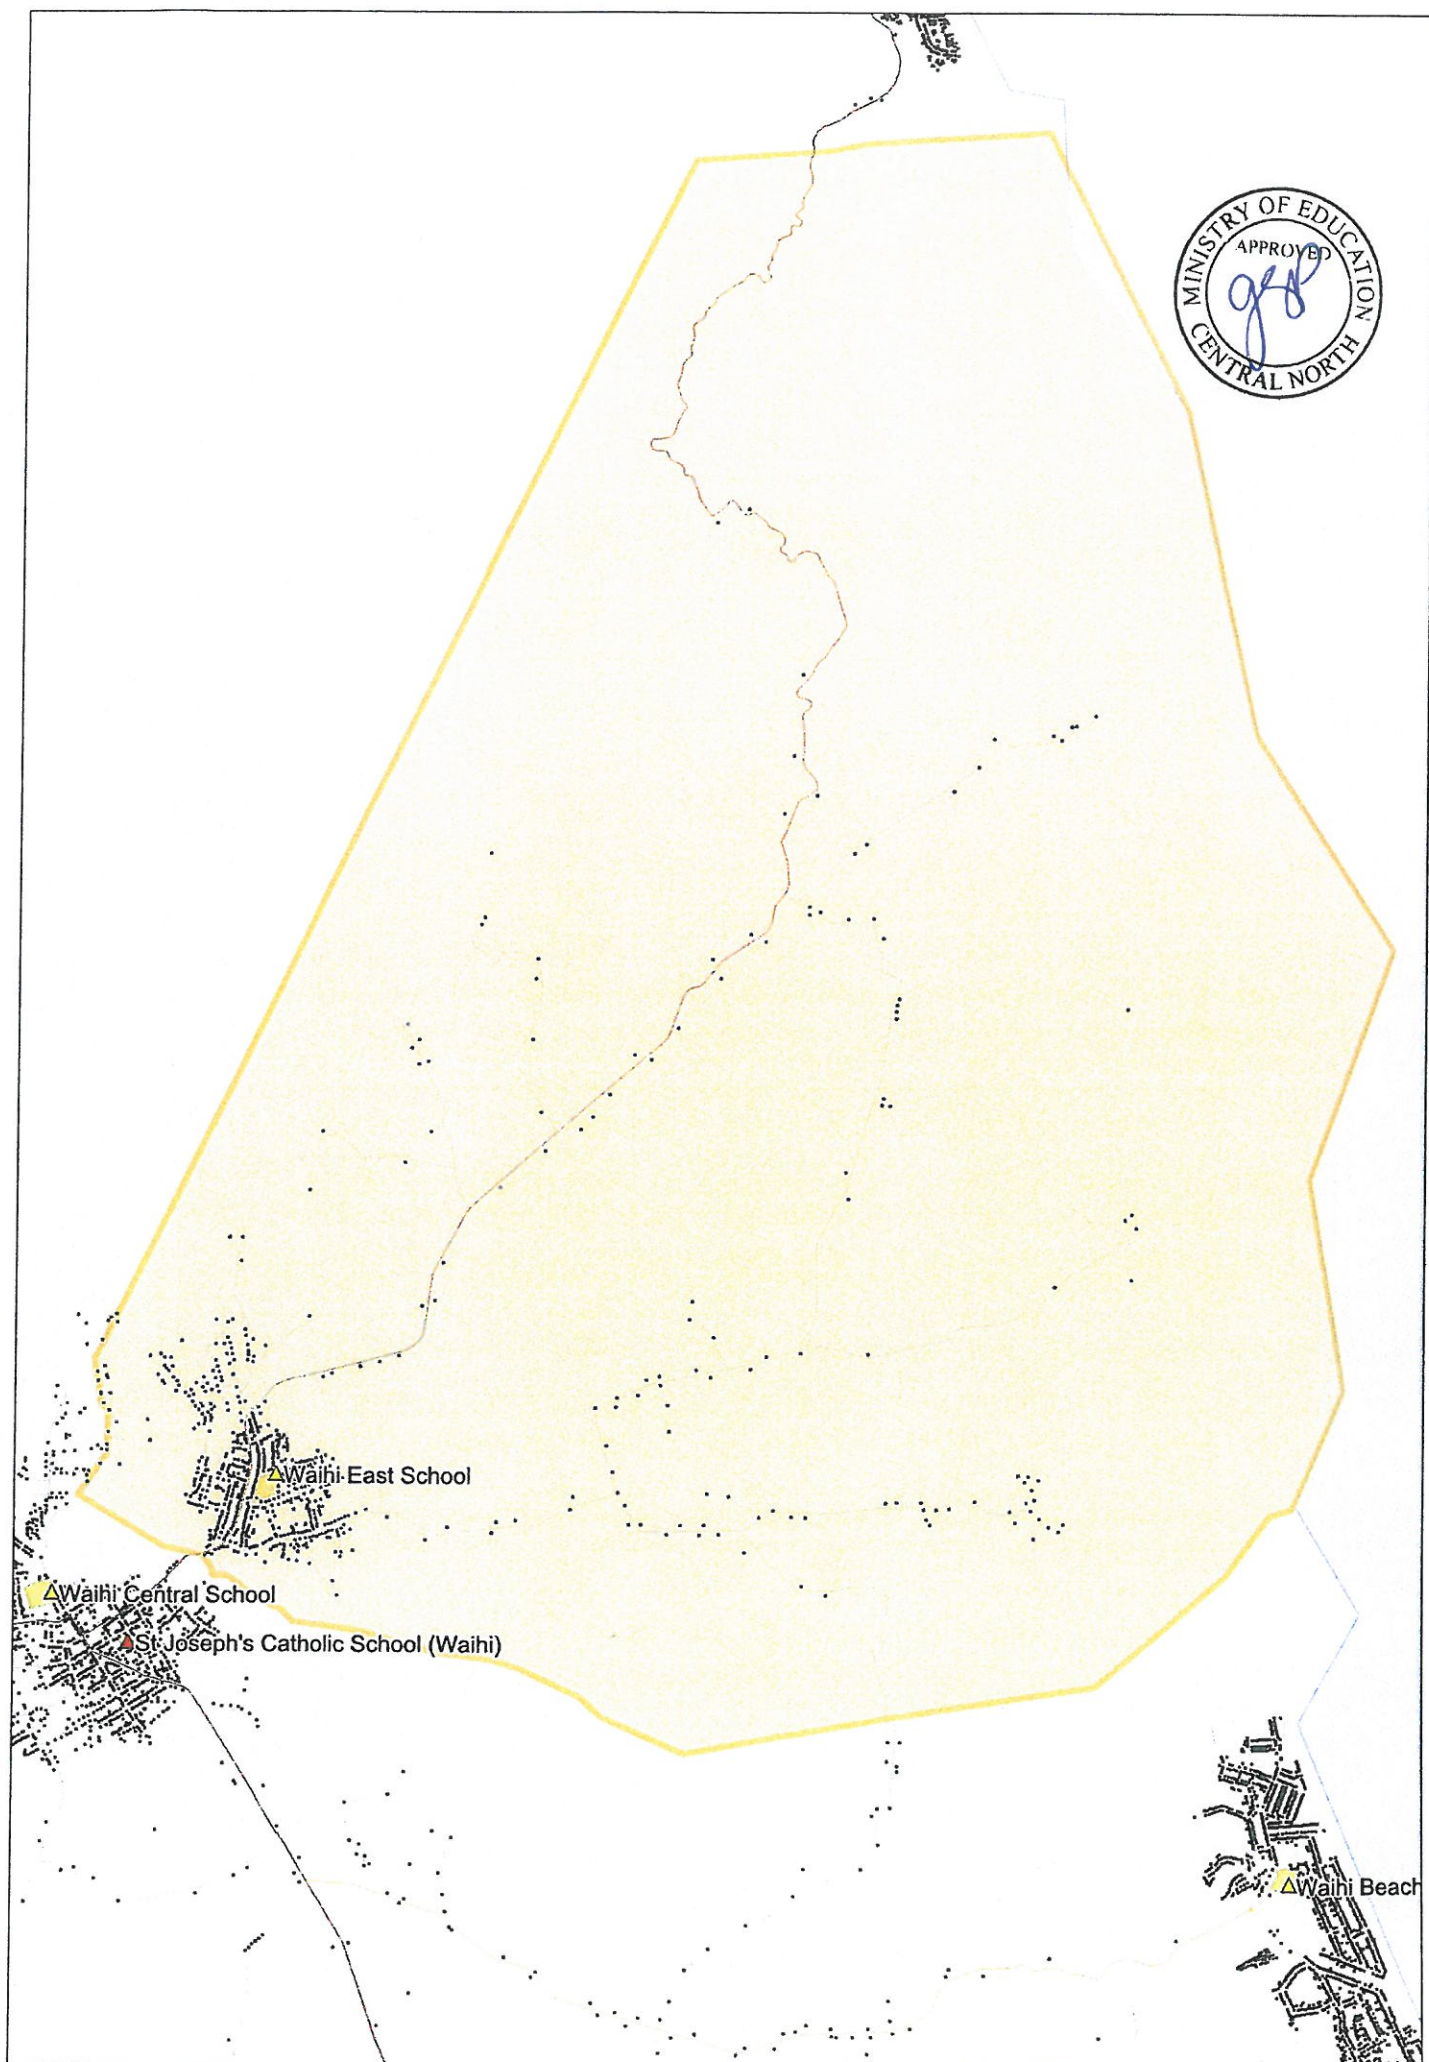 MINISTRY OF EDUCATION
APPROVED
CENTRAL NORTH
Waihi East School
Waihi Central School
St Joseph's Catholic School (Waihi)
Waihi Beach